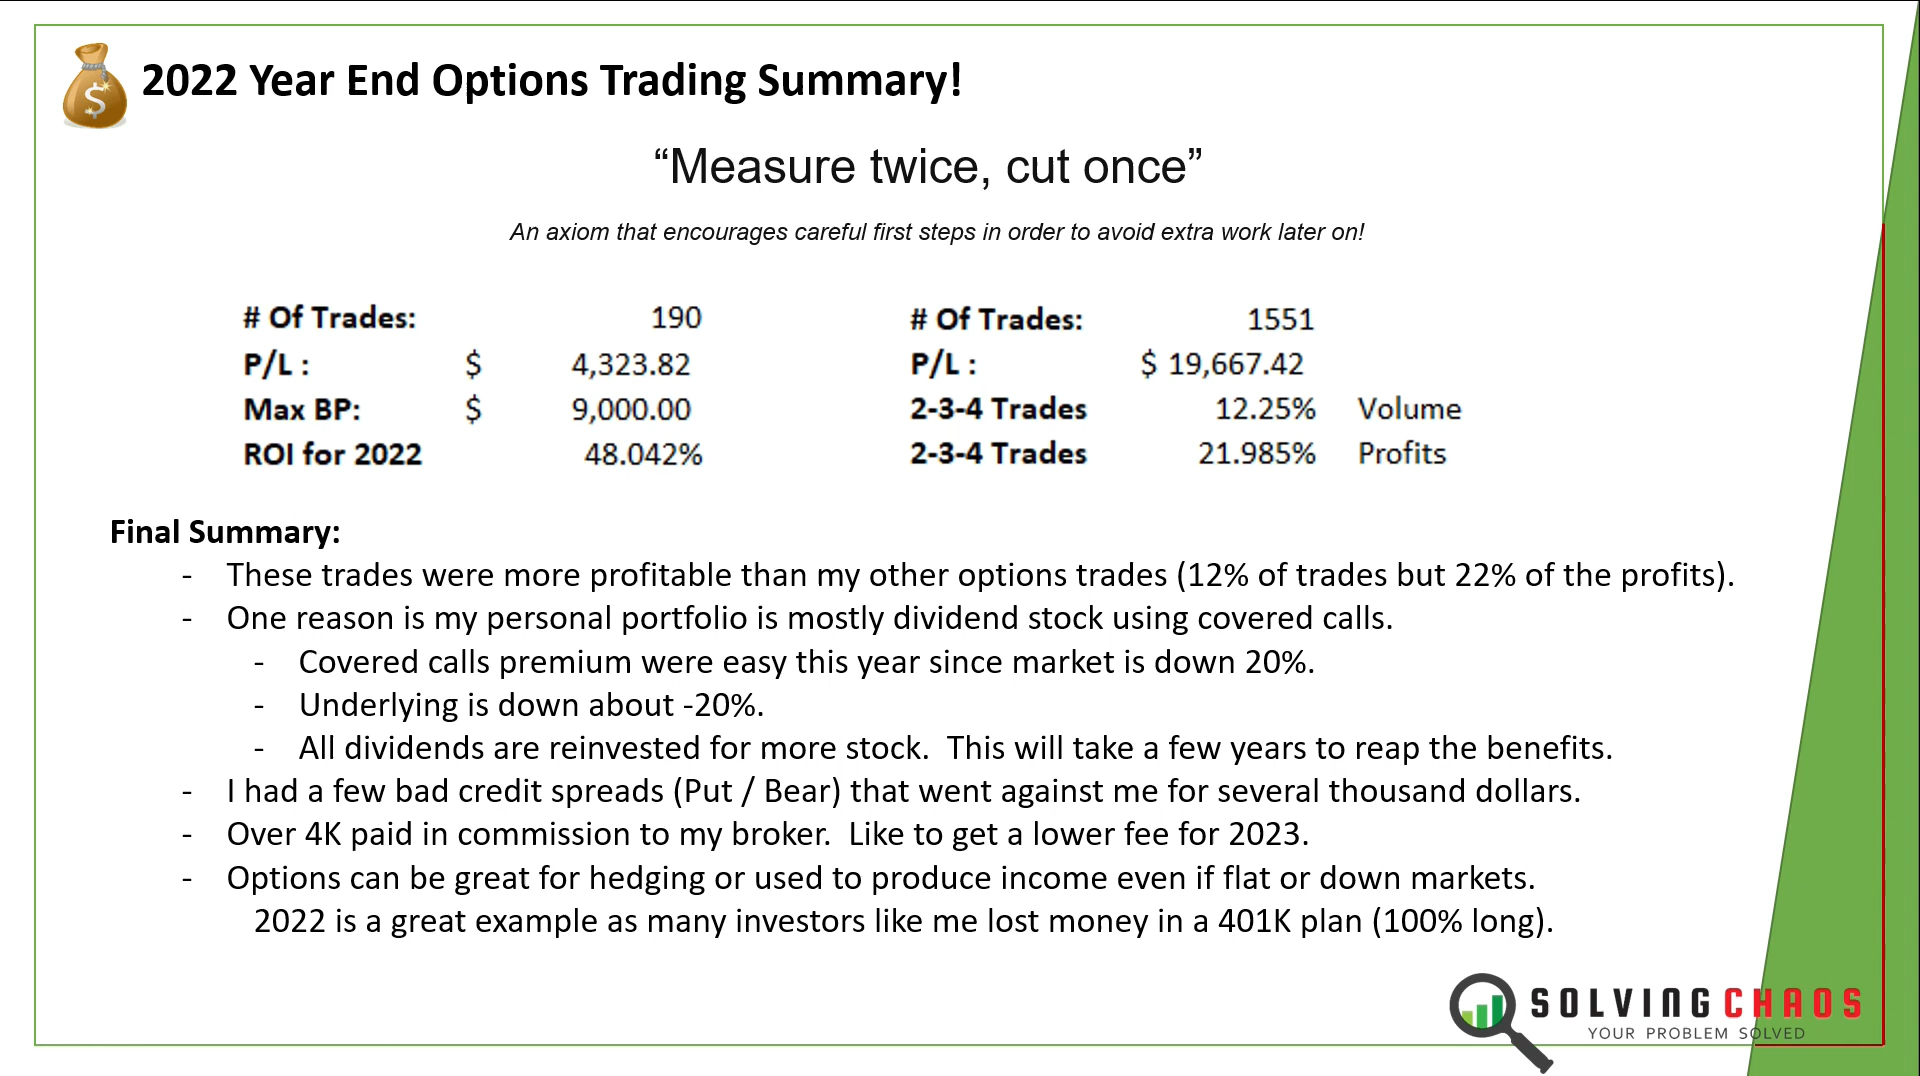 $
2022 Year End Options Trading Summary!
“Measure twice, cut once”
An axiom that encourages careful first steps in order to avoid extra work later on!
# Of Trades: 190
P/L : $ 4,323.82
Max BP: $ 9,000.00
ROI for 2022 48.042%
# Of Trades: 1551
P/L : $ 19,667.42
2-3-4 Trades 12.25% Volume
2-3-4 Trades 21.985% Profits
Final Summary:
- These trades were more profitable than my other options trades (12% of trades but 22% of the profits).
- One reason is my personal portfolio is mostly dividend stock using covered calls.
- Covered calls premium were easy this year since market is down 20%.
- Underlying is down about -20%.
- All dividends are reinvested for more stock.  This will take a few years to reap the benefits.
- I had a few bad credit spreads (Put / Bear) that went against me for several thousand dollars.
- Over 4K paid in commission to my broker.  Like to get a lower fee for 2023.
- Options can be great for hedging or used to produce income even if flat or down markets.
2022 is a great example as many investors like me lost money in a 401K plan (100% long).
SOLVINGCHAOS
YOUR PROBLEM SOLVED